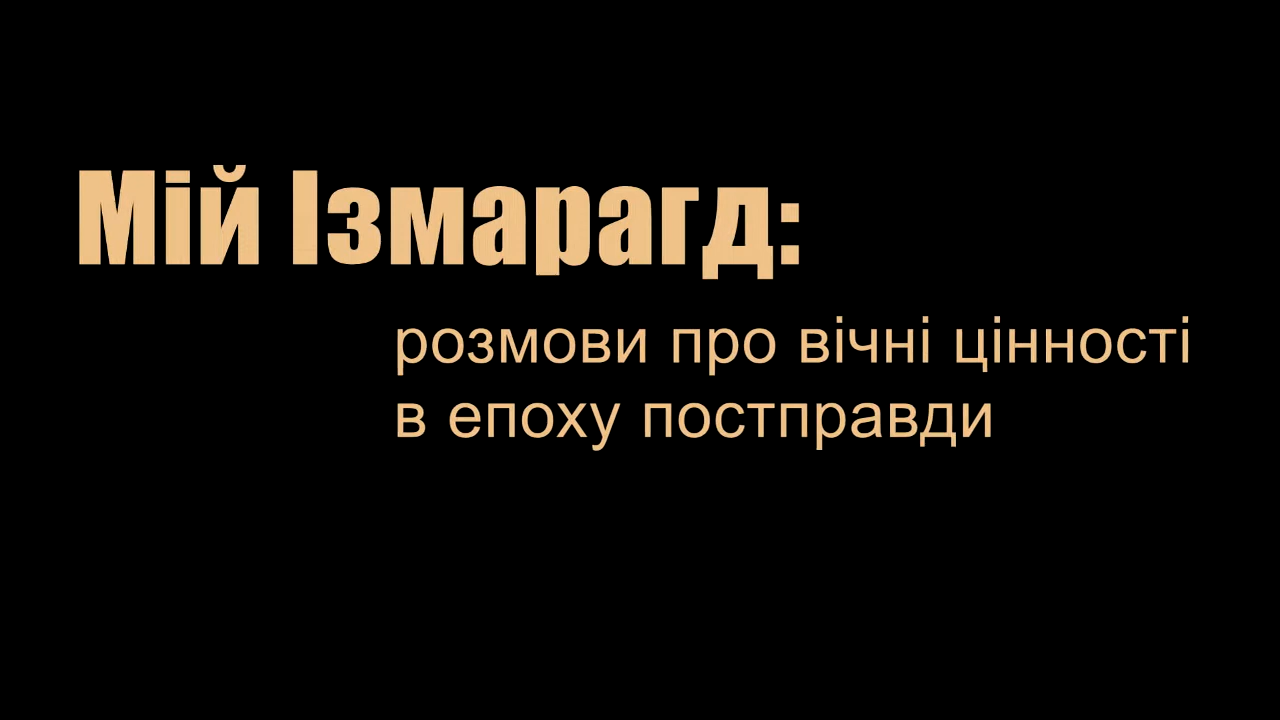 Мій Ізмарагд:
розмови про вічні цінності
в епоху постправди